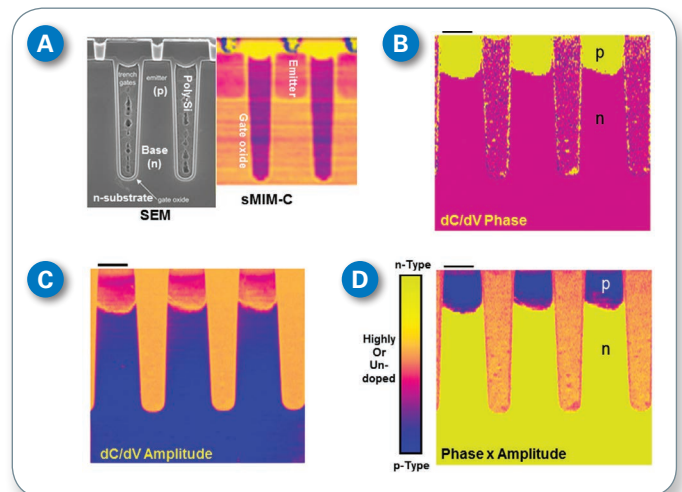 A
trench
gates
emitter
(p)
Poly-Si
Base
(n)
n-substrate
gate oxide
SEM
Emitter
Gate oxide
sMIM-C
B
p
n
dC/dV Phase
C
dC/dV Amplitude
D
n-Type
Highly
Or
Un-
doped
p-Type
p
n
Phase x Amplitude